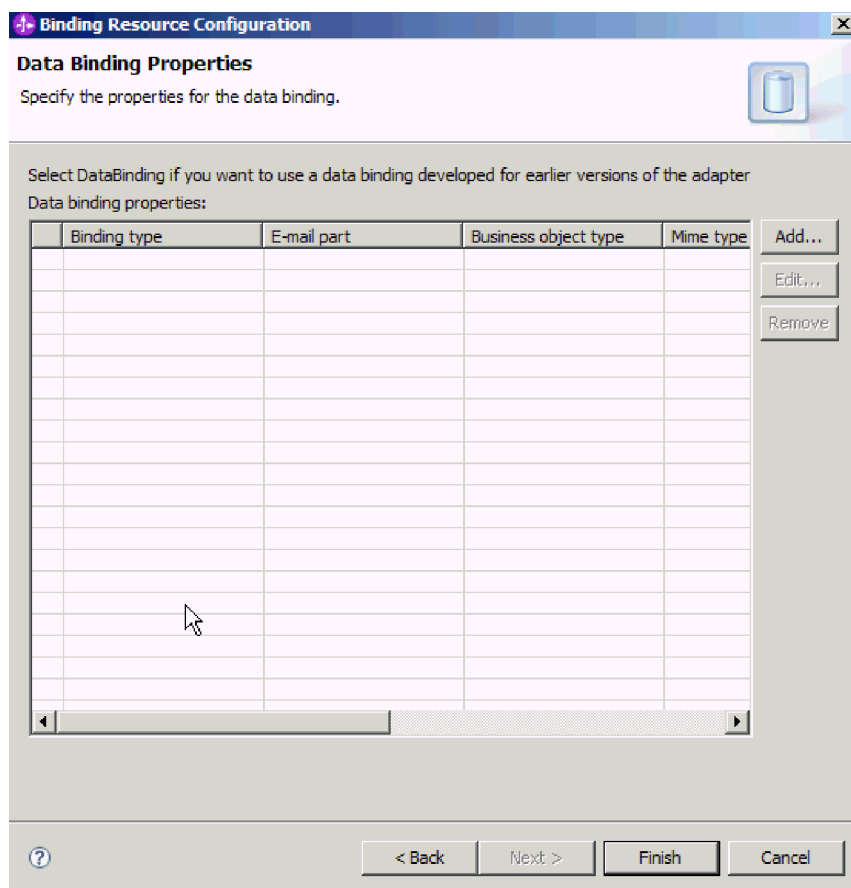 Binding Resource Configuration
Data Binding Properties
Specify the properties for the data binding.
Select DataBinding if you want to use a data binding developed for earlier versions of the adapter
Data binding properties:
Binding type E-mail part Business object type Mime type Add...
Edit...
Remove
? < Back Next > Finish Cancel